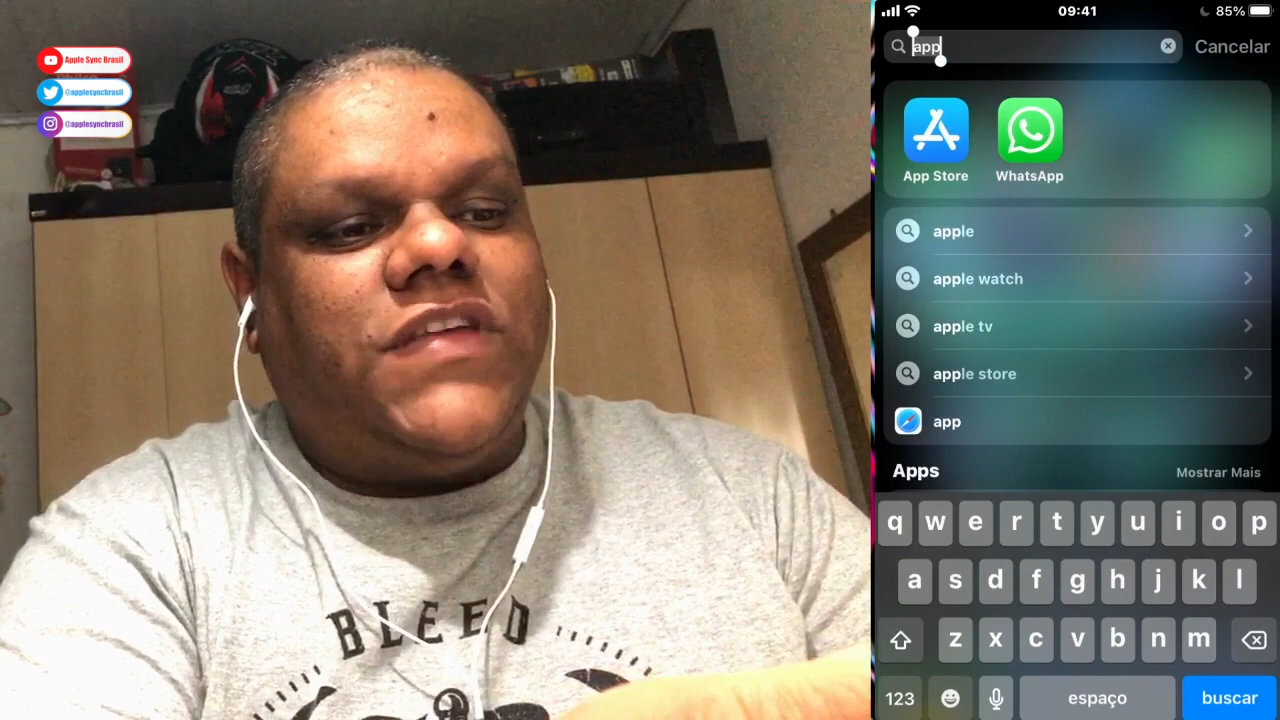 Apple Sync Brasil
@applesyncbrasil
@applesyncbrasil
BLEED
09:41
85%
app
Cancelar
App Store
WhatsApp
apple
apple watch
apple tv
apple store
app
Apps
Mostrar Mais
q w e r t y u i o p
a s d f g h j k l
z x c v b n m
123
espaço
buscar